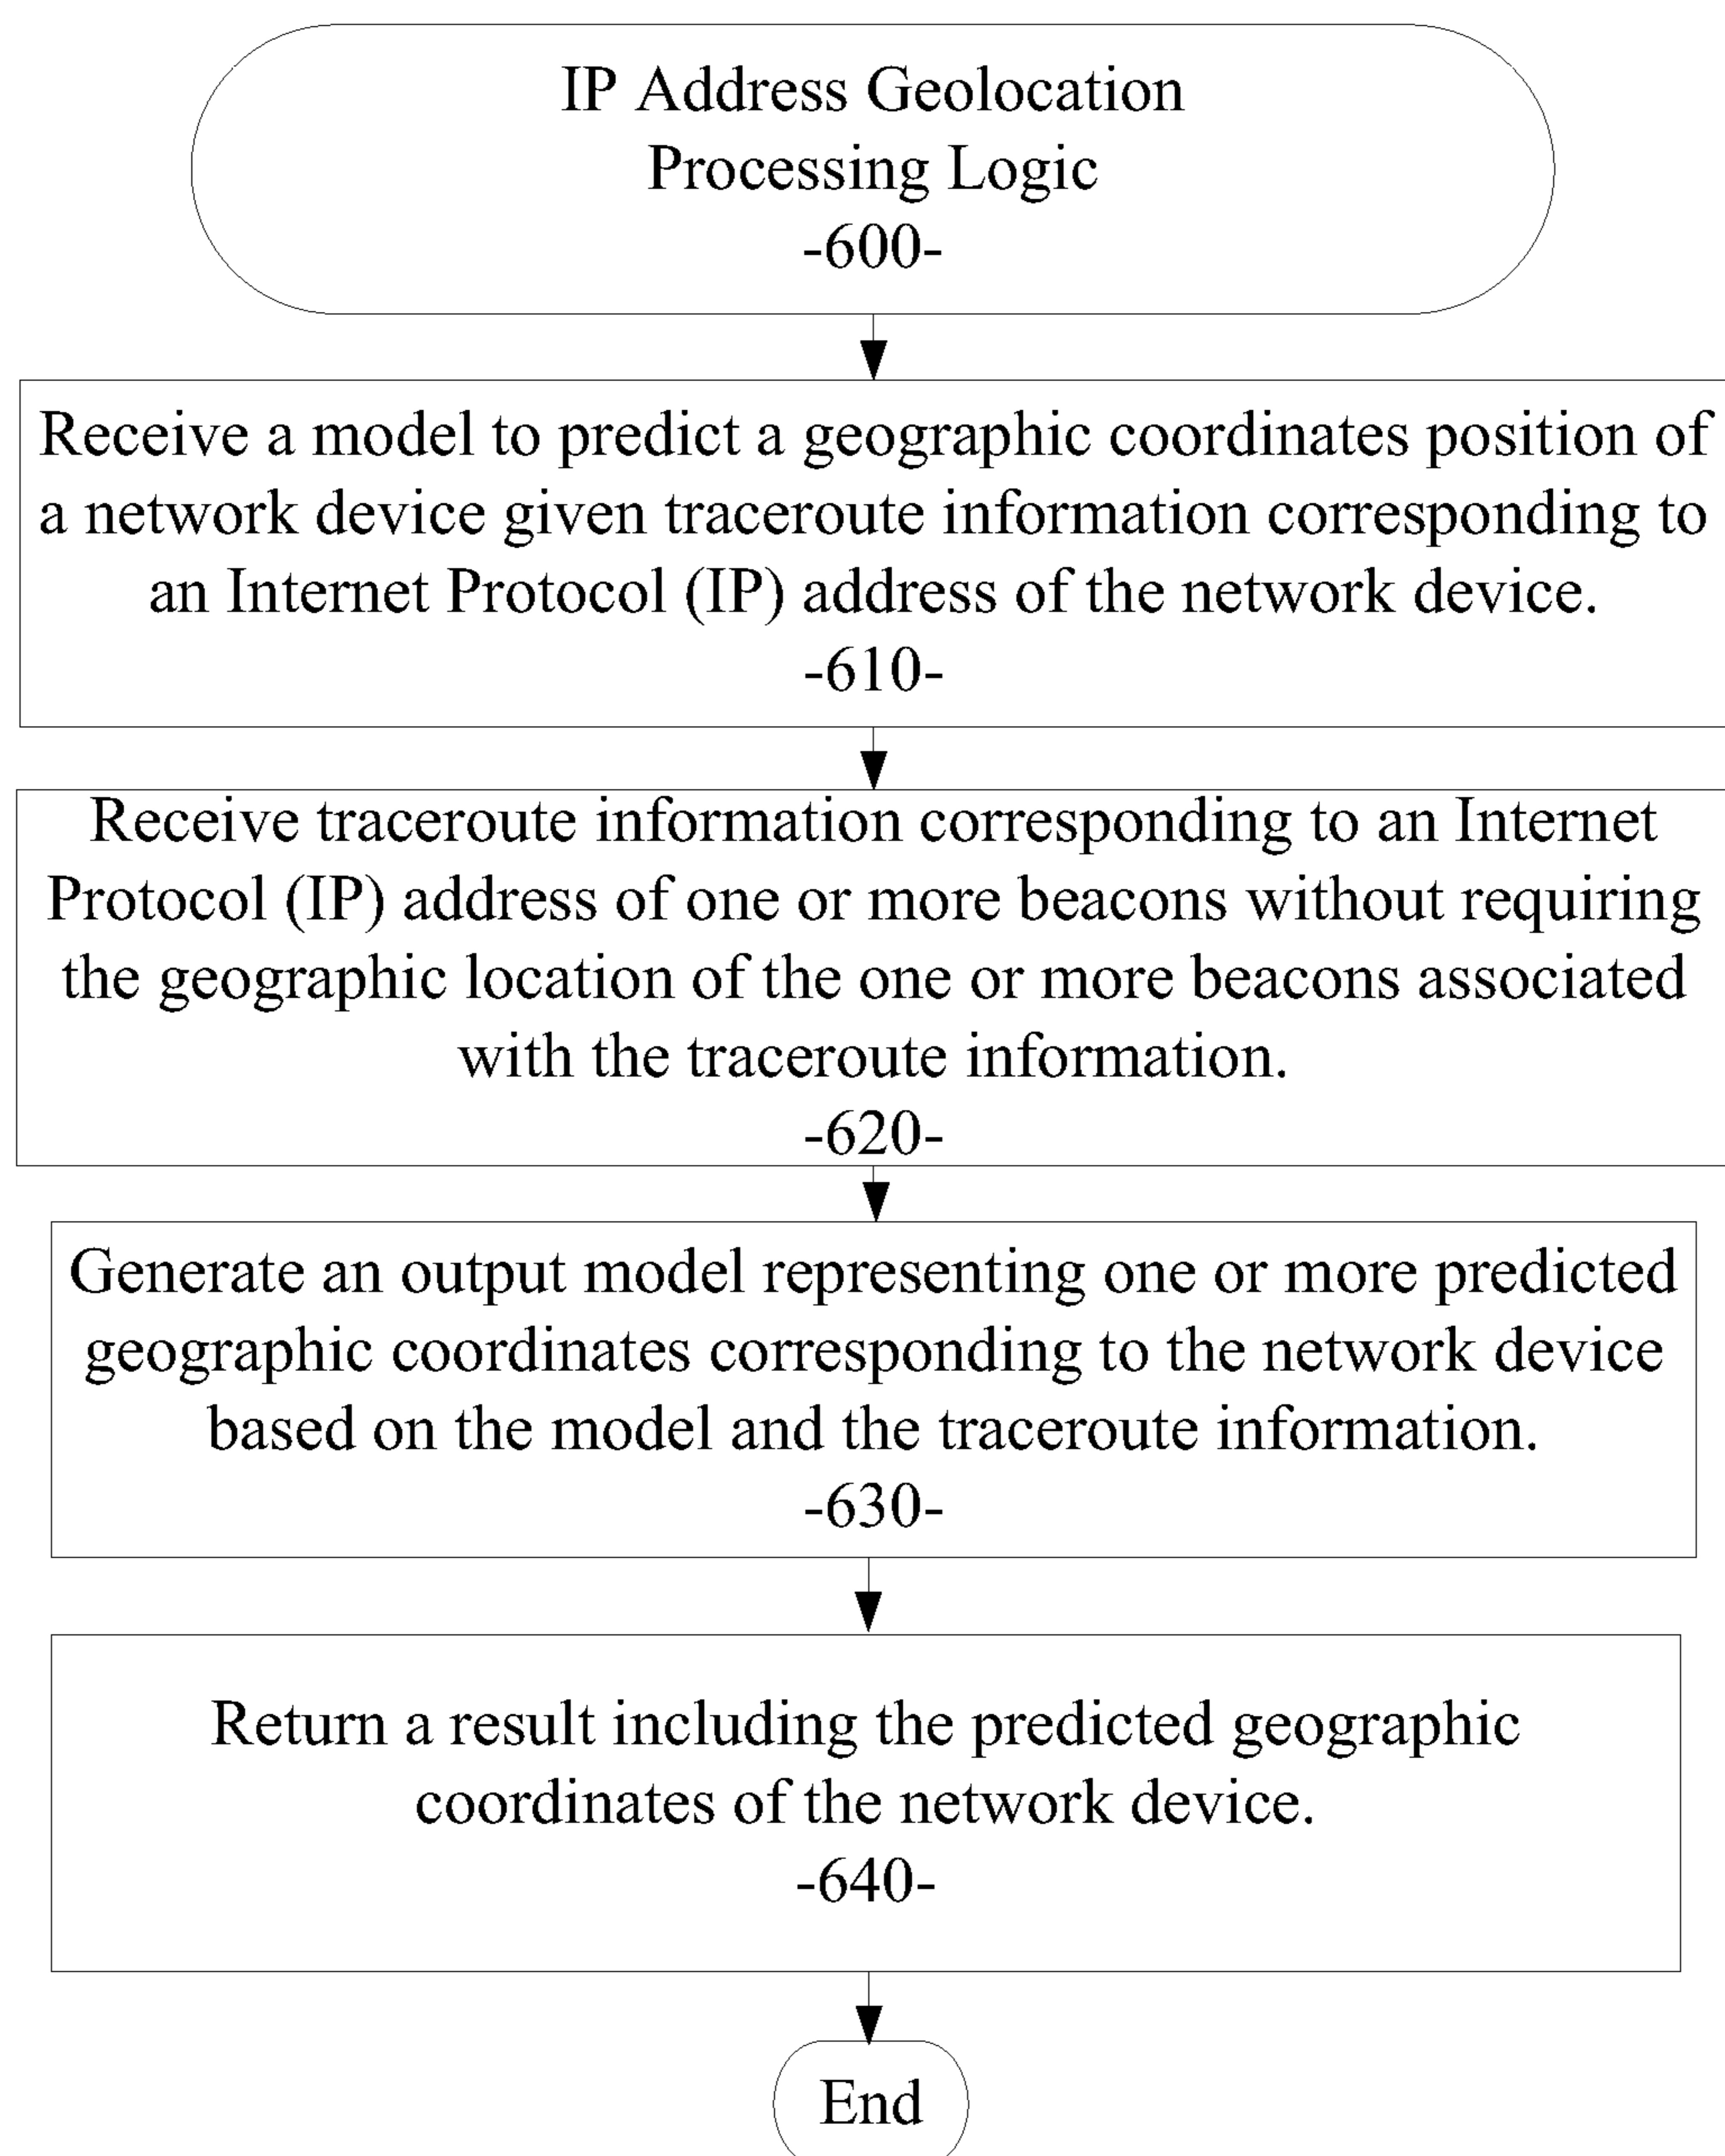 IP Address Geolocation
Processing Logic
-600-
Receive a model to predict a geographic coordinates position of
a network device given traceroute information corresponding to
an Internet Protocol (IP) address of the network device.
-610-
Receive traceroute information corresponding to an Internet
Protocol (IP) address of one or more beacons without requiring
the geographic location of the one or more beacons associated
with the traceroute information.
-620-
Generate an output model representing one or more predicted
geographic coordinates corresponding to the network device
based on the model and the traceroute information.
-630-
Return a result including the predicted geographic
coordinates of the network device.
-640-
End